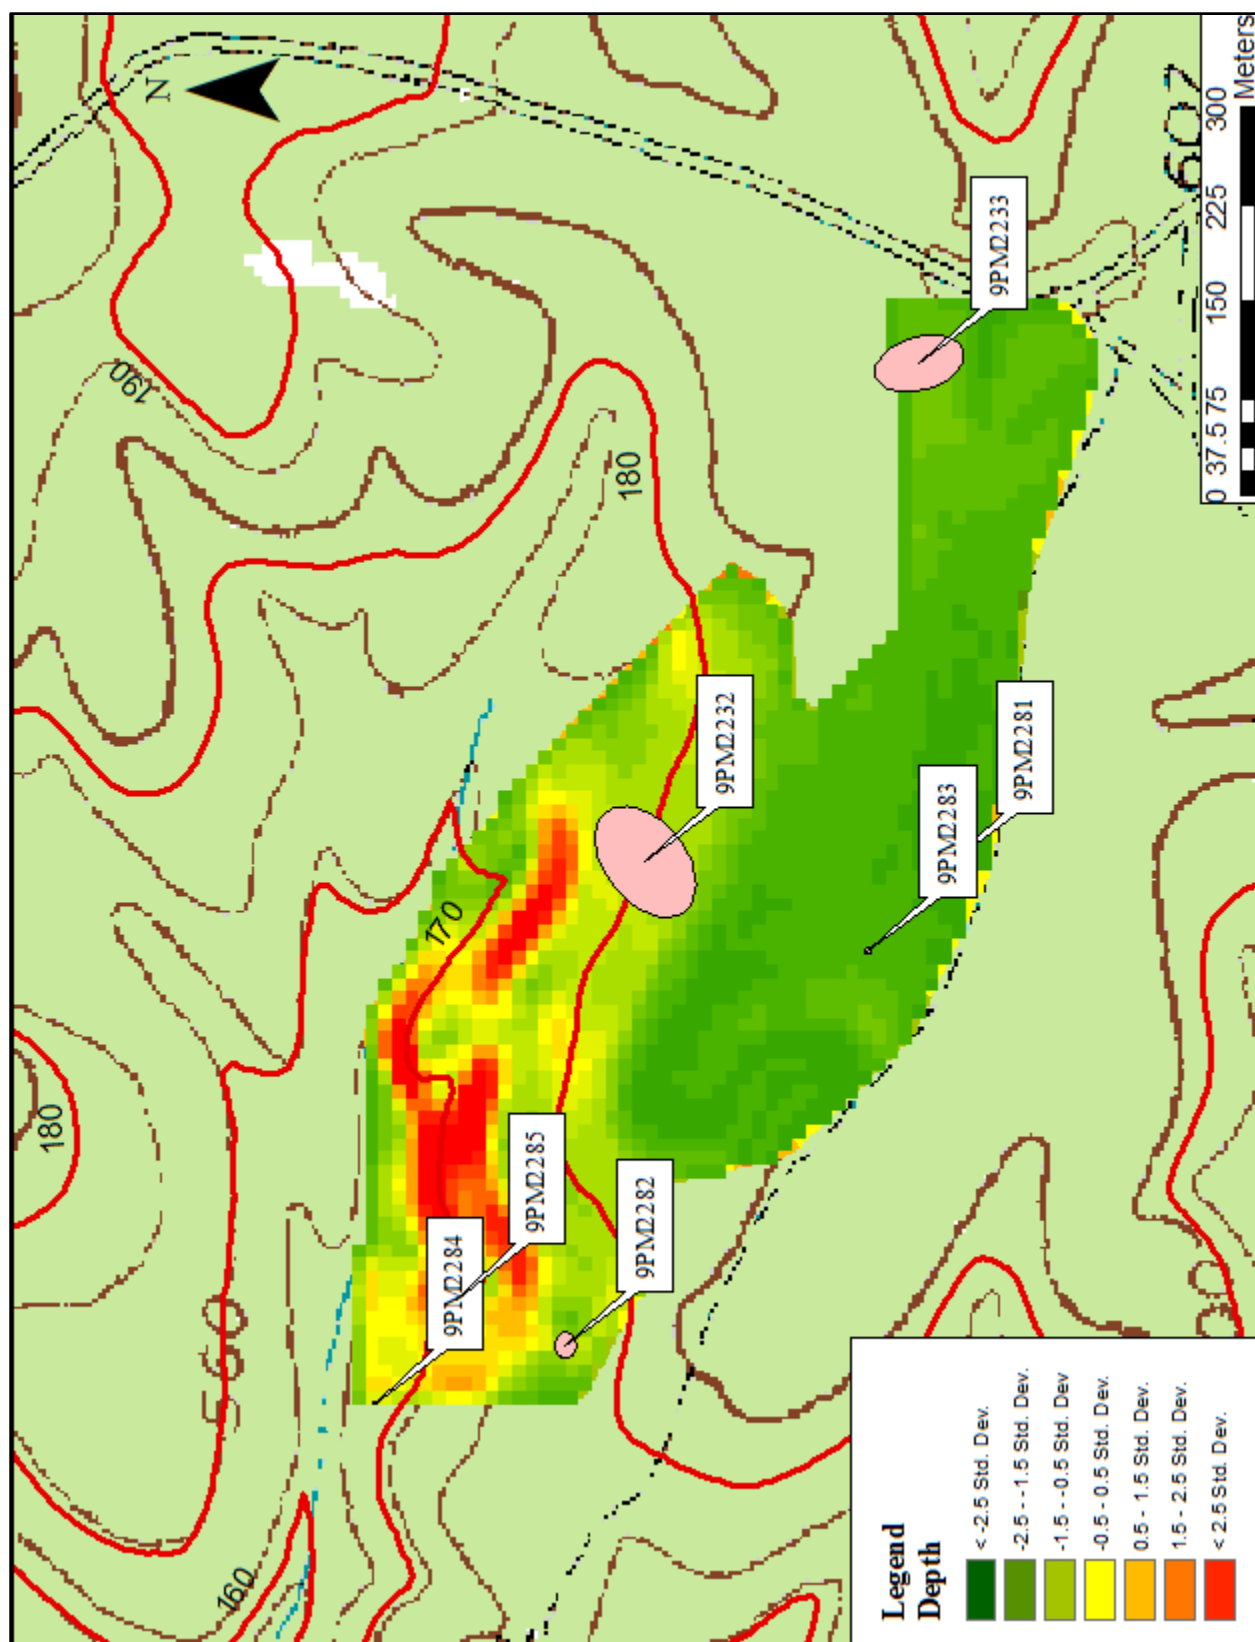 N
190
180
170
180
560
160
9PM2233
9PM2232
9PM2281
9PM2283
9PM2285
9PM2284
9PM2282
0 37.5 75 150 225 300
Meters
Legend
Depth
< -2.5 Std. Dev.
-2.5 - -1.5 Std. Dev.
-1.5 - -0.5 Std. Dev
-0.5 - 0.5 Std. Dev.
0.5 - 1.5 Std. Dev.
1.5 - 2.5 Std. Dev.
< 2.5 Std. Dev.